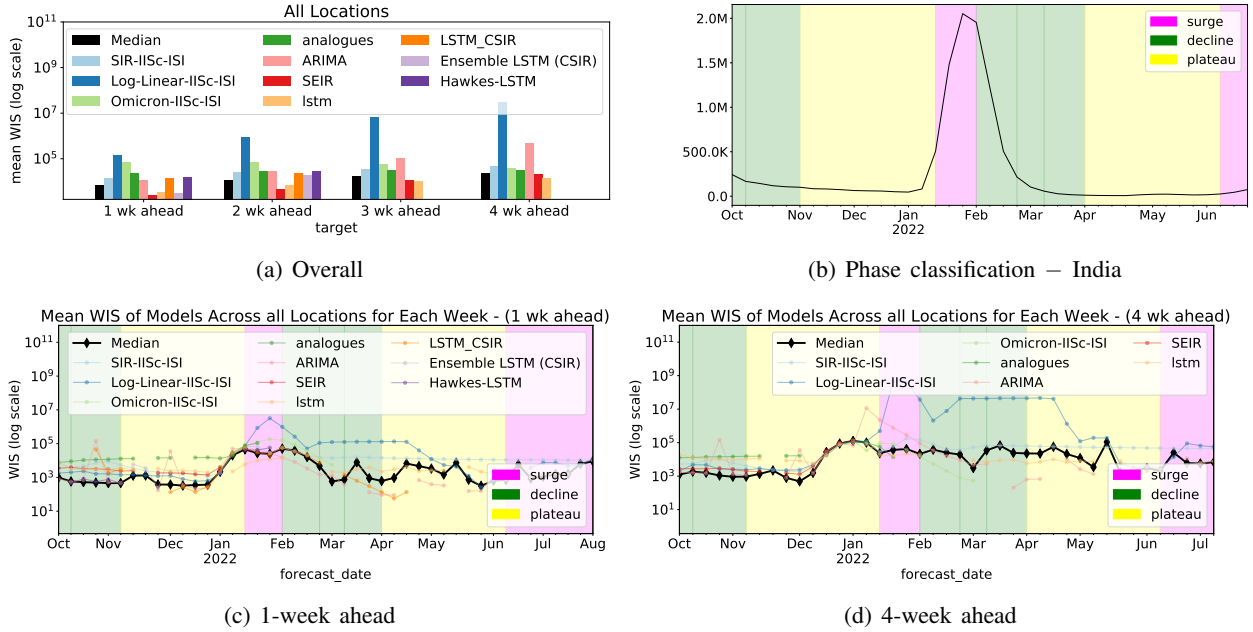 All Locations
10^11
10^9
10^7
10^5
mean WIS (log scale)
Median
SIR-IISc-ISI
Log-Linear-IISc-ISI
Omicron-IISc-ISI
analogues
ARIMA
SEIR
lstm
LSTM_CSIR
Ensemble LSTM (CSIR)
Hawkes-LSTM
1 wk ahead 2 wk ahead 3 wk ahead 4 wk ahead
target
(a) Overall
2.0M
1.5M
1.0M
500.0K
0.0
surge
decline
plateau
Oct Nov Dec Jan Feb Mar Apr May Jun
2022
(b) Phase classification − India
Mean WIS of Models Across all Locations for Each Week - (1 wk ahead)
10^11
10^9
10^7
10^5
10^3
10^1
WIS (log scale)
Median
SIR-IISc-ISI
Log-Linear-IISc-ISI
Omicron-IISc-ISI
analogues
ARIMA
SEIR
lstm
LSTM_CSIR
Ensemble LSTM (CSIR)
Hawkes-LSTM
surge
decline
plateau
Oct Nov Dec Jan Feb Mar Apr May Jun Jul Aug
2022
forecast_date
(c) 1-week ahead
Mean WIS of Models Across all Locations for Each Week - (4 wk ahead)
10^11
10^9
10^7
10^5
10^3
10^1
WIS (log scale)
Median
SIR-IISc-ISI
Log-Linear-IISc-ISI
Omicron-IISc-ISI
analogues
ARIMA
SEIR
lstm
surge
decline
plateau
Oct Nov Dec Jan Feb Mar Apr May Jun Jul
2022
forecast_date
(d) 4-week ahead